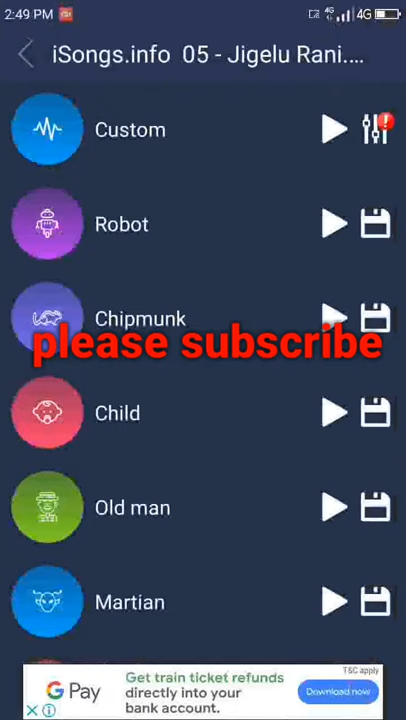 2:49 PM 4G 4G
iSongs.info 05 - Jigelu Rani....
Custom
Robot
Chipmunk
please subscribe
Child
Old man
Martian
T&C apply
G Pay
Get train ticket refunds
directly into your
bank account.
Download now